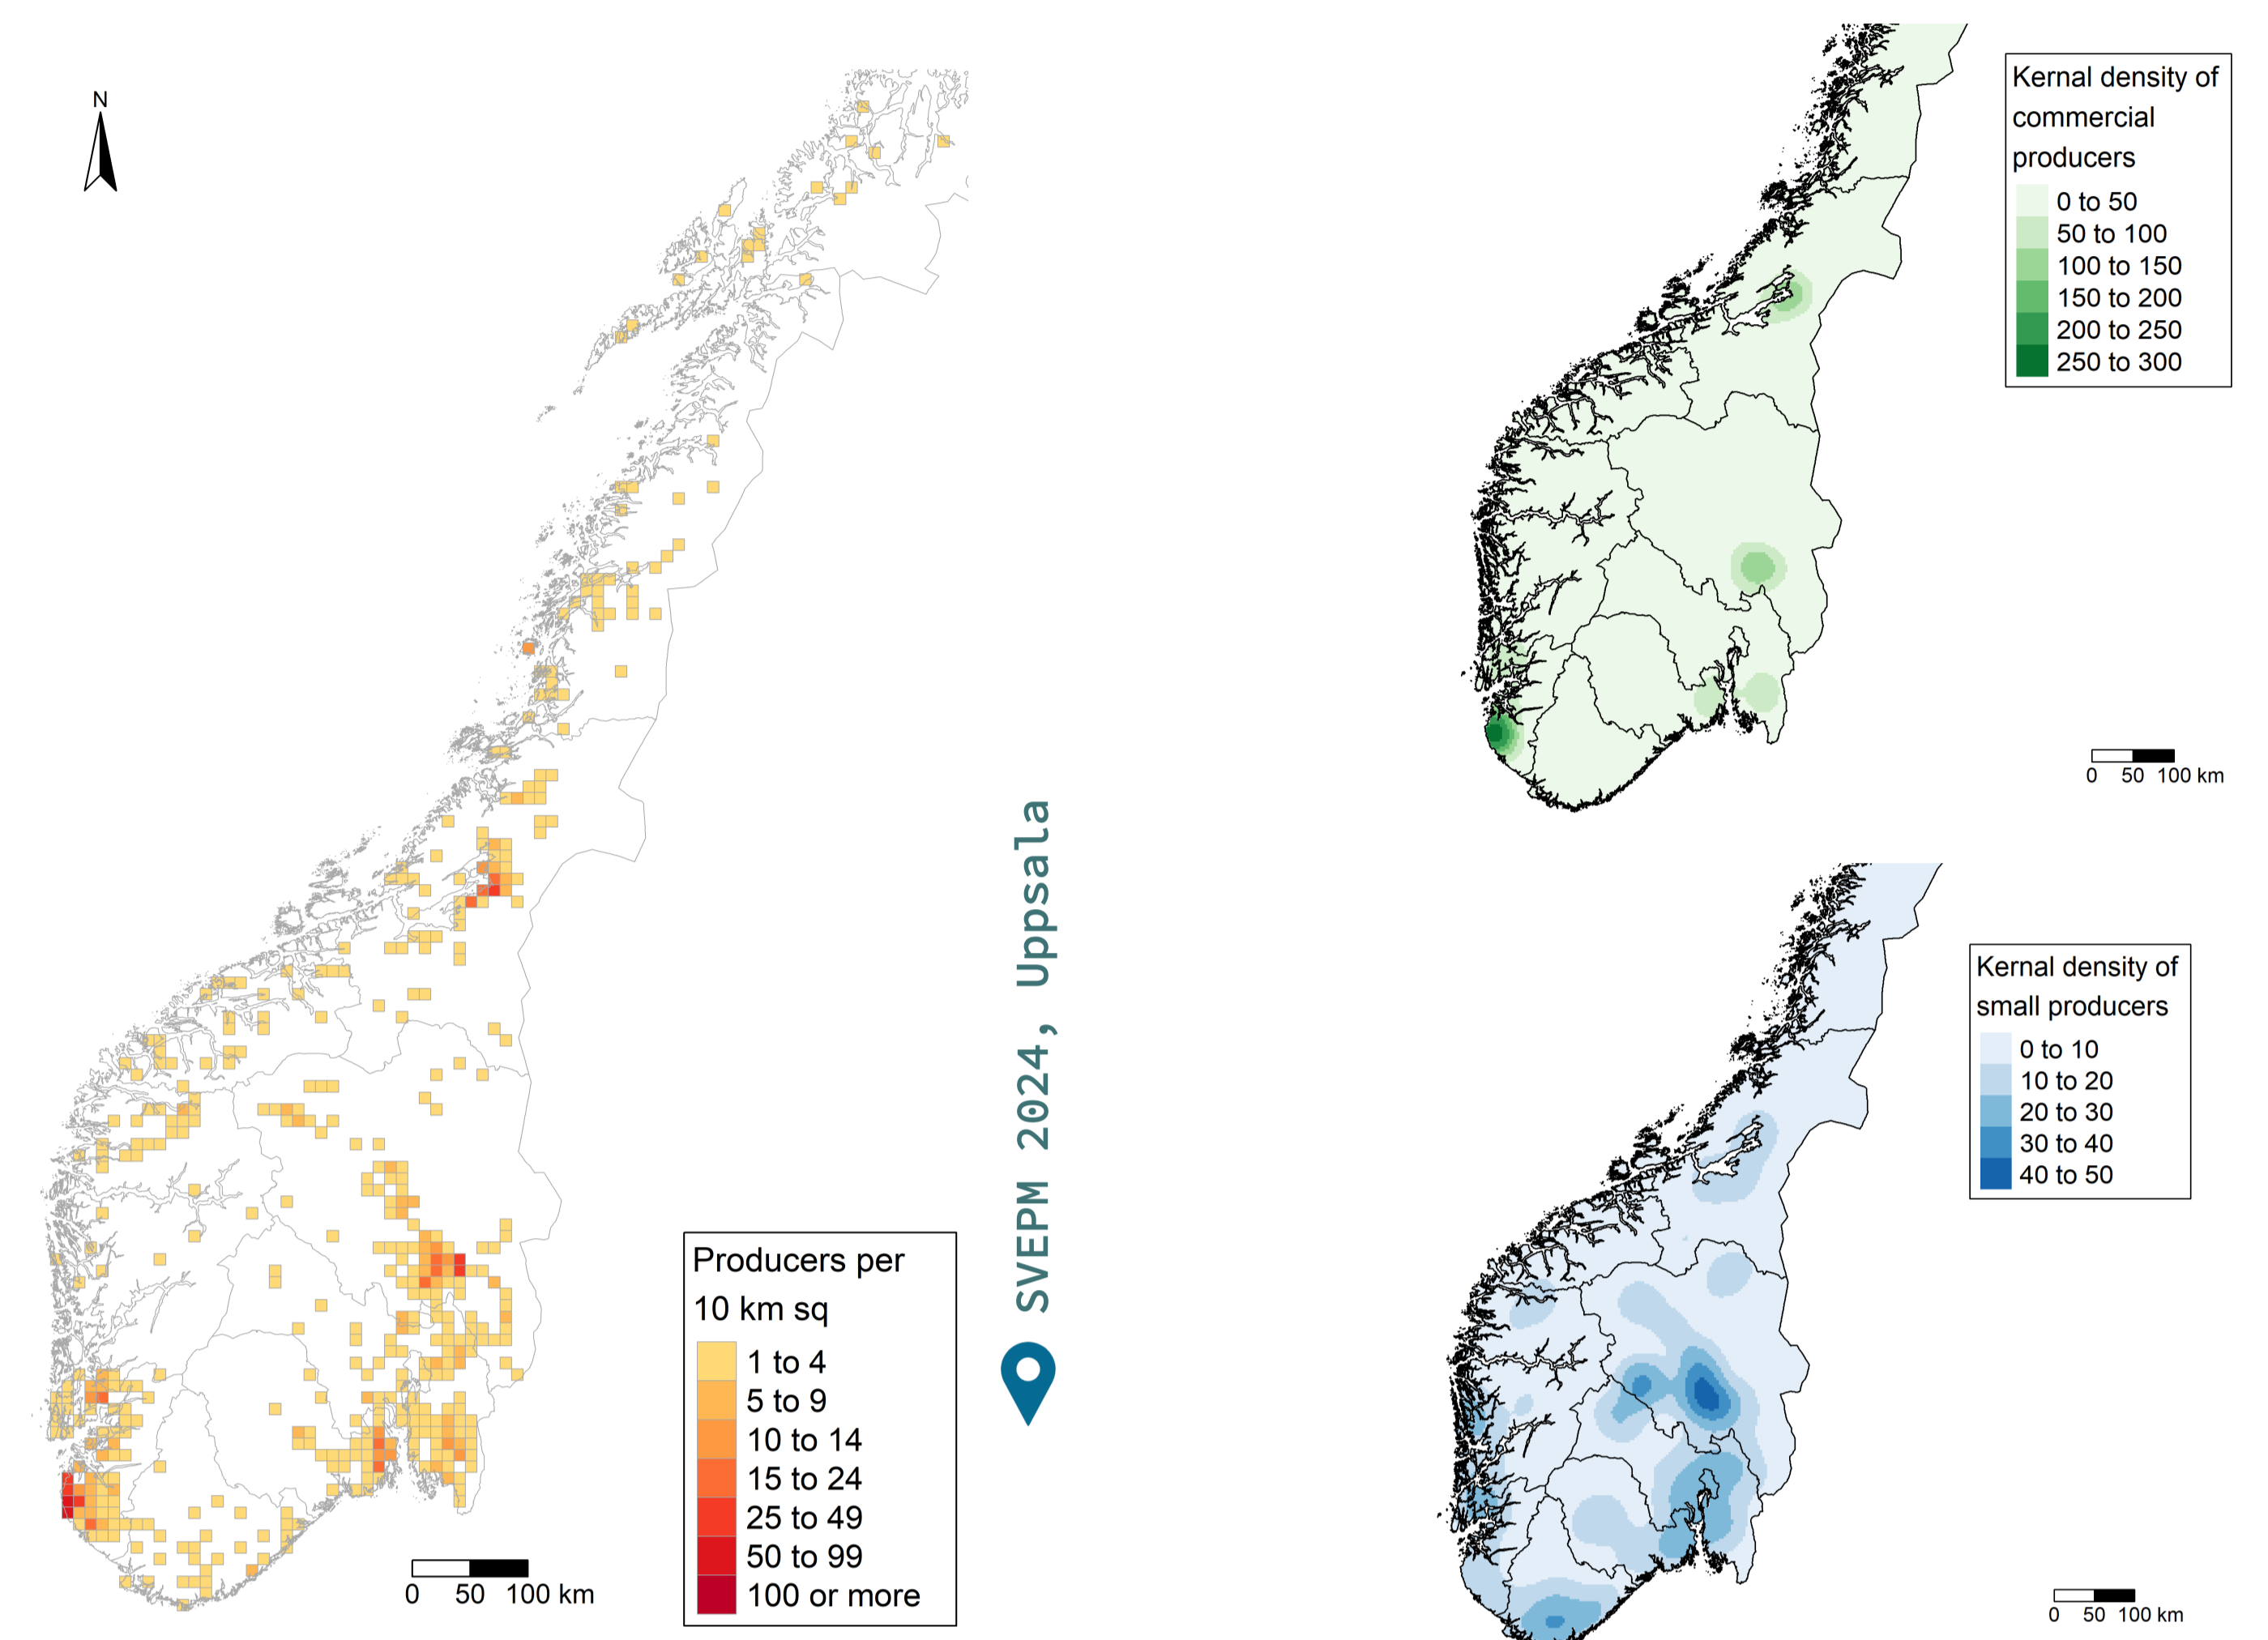 N
Producers per
10 km sq
1 to 4
5 to 9
10 to 14
15 to 24
25 to 49
50 to 99
100 or more
0 50 100 km
SVEPM 2024, Uppsala
Kernal density of
commercial
producers
0 to 50
50 to 100
100 to 150
150 to 200
200 to 250
250 to 300
0 50 100 km
Kernal density of
small producers
0 to 10
10 to 20
20 to 30
30 to 40
40 to 50
0 50 100 km